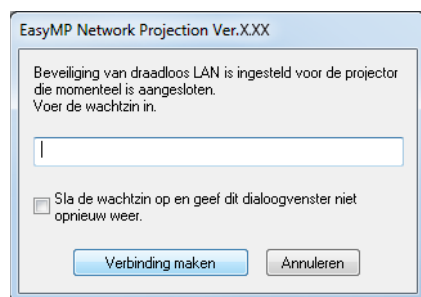 EasyMP Network Projection Ver.X.XX
Beveiliging van draadloos LAN is ingesteld voor de projector
die momenteel is aangesloten.
Voer de wachtzin in.
Sla de wachtzin op en geef dit dialoogvenster niet
opnieuw weer.
Verbinding maken
Annuleren